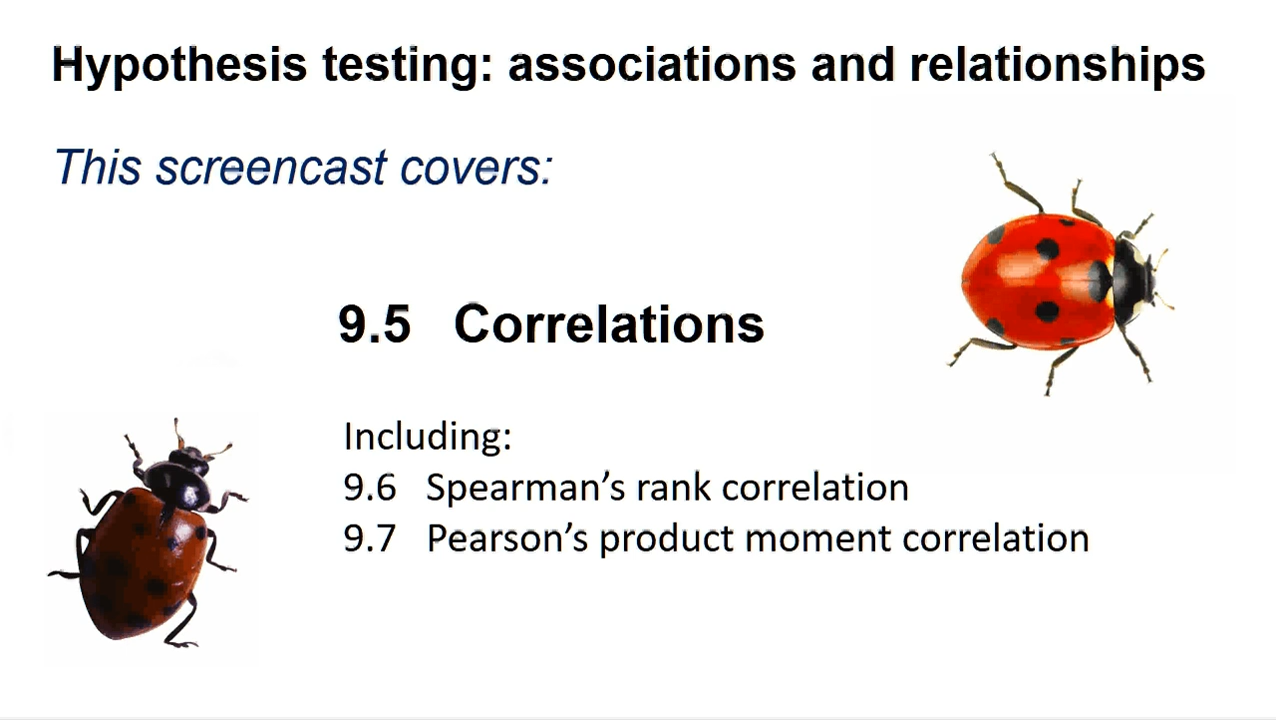 Hypothesis testing: associations and relationships
This screencast covers:
9.5 Correlations
Including:
9.6 Spearman’s rank correlation
9.7 Pearson’s product moment correlation